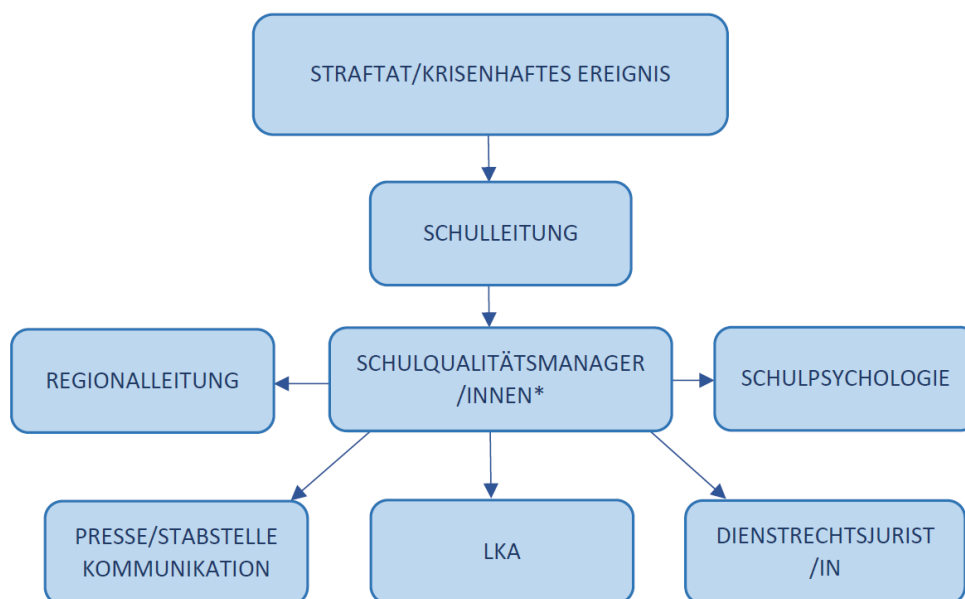 STRAFTAT/KRISENHAFTES EREIGNIS
SCHULLEITUNG
REGIONALLEITUNG
SCHULQUALITÄTSMANAGER
/INNEN*
SCHULPSYCHOLOGIE
PRESSE/STABSTELLE
KOMMUNIKATION
LKA
DIENSTRECHTSJURIST
/IN